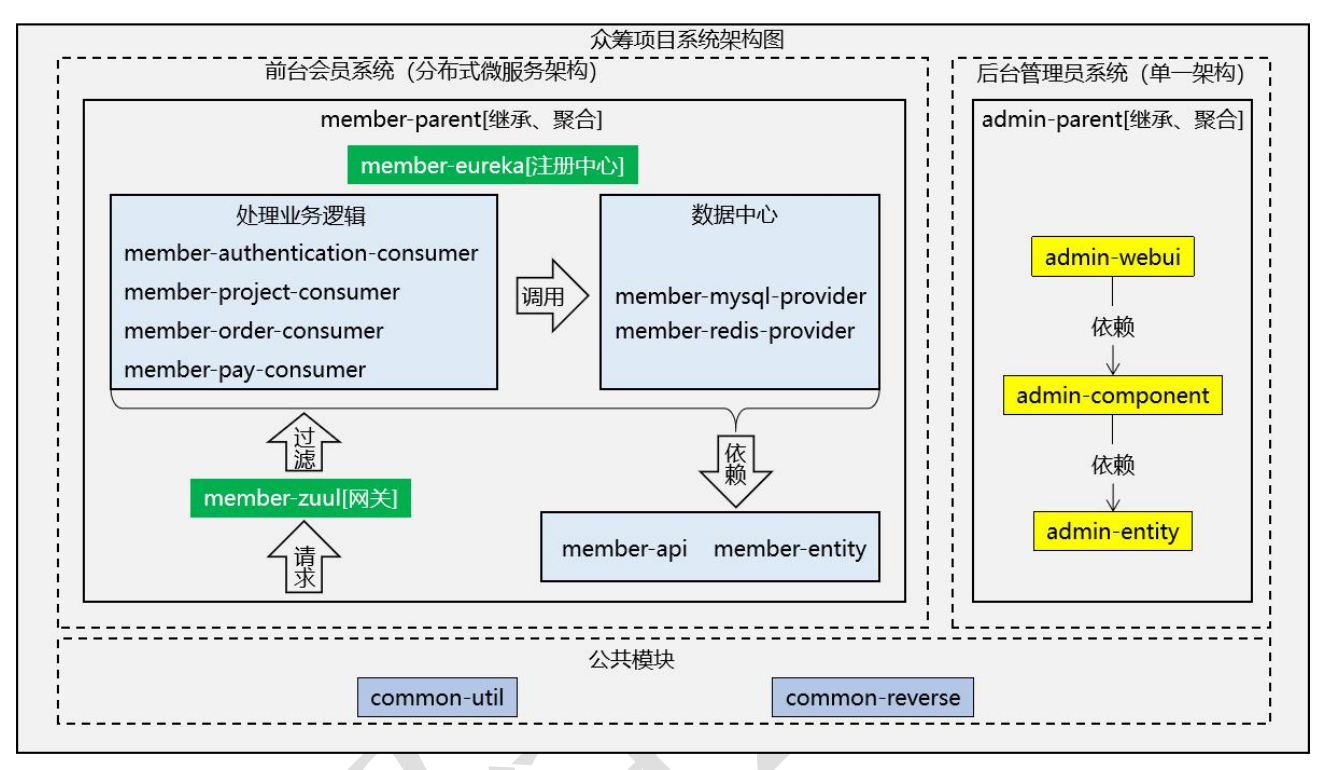 众筹项目系统架构图
前台会员系统（分布式微服务架构）
member-parent[继承、聚合]
member-eureka[注册中心]
处理业务逻辑
member-authentication-consumer
member-project-consumer
member-order-consumer
member-pay-consumer
调用
数据中心
member-mysql-provider
member-redis-provider
过
滤
member-zuul[网关]
请
求
依
赖
member-api member-entity
后台管理员系统（单一架构）
admin-parent[继承、聚合]
admin-webui
依赖
admin-component
依赖
admin-entity
公共模块
common-util
common-reverse